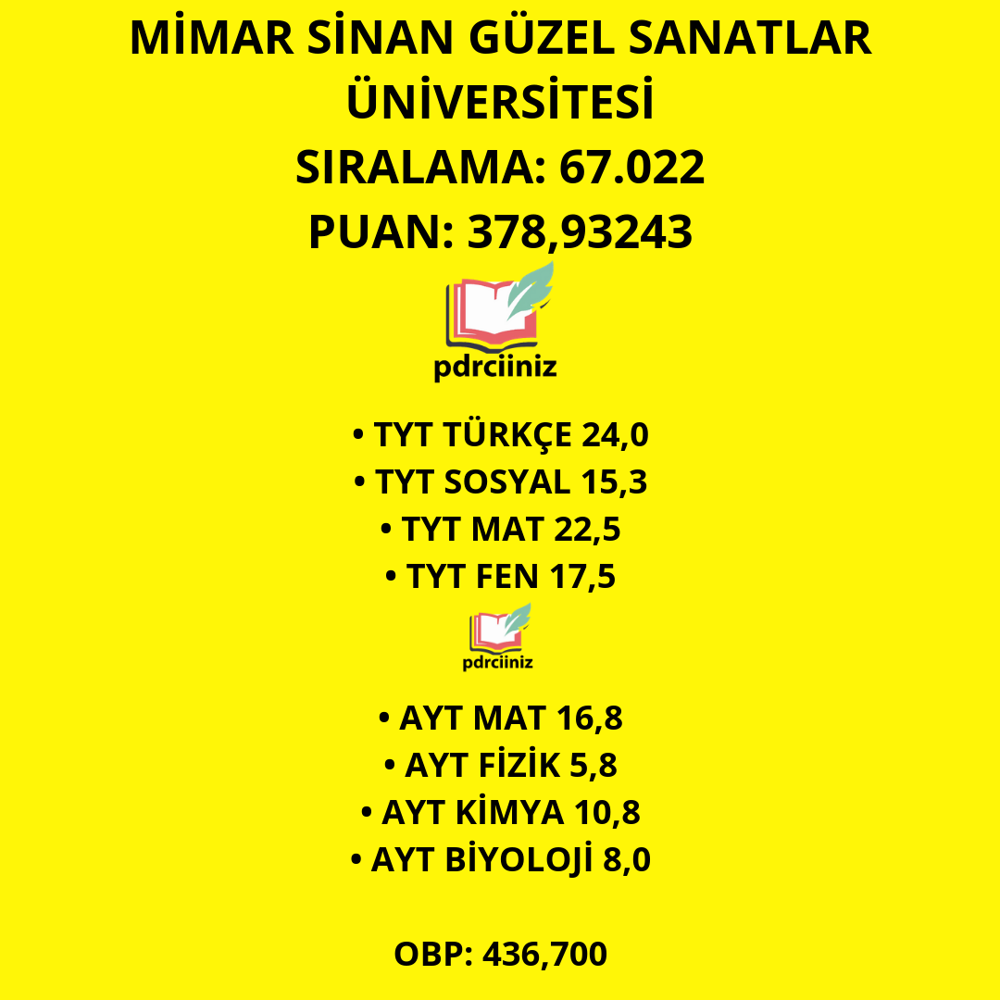 MİMAR SİNAN GÜZEL SANATLAR
ÜNİVERSİTESİ
SIRALAMA: 67.022
PUAN: 378,93243
pdrciiniz
• TYT TÜRKÇE 24,0
• TYT SOSYAL 15,3
• TYT MAT 22,5
• TYT FEN 17,5
pdrciiniz
• AYT MAT 16,8
• AYT FİZİK 5,8
• AYT KİMYA 10,8
• AYT BİYOLOJİ 8,0
OBP: 436,700